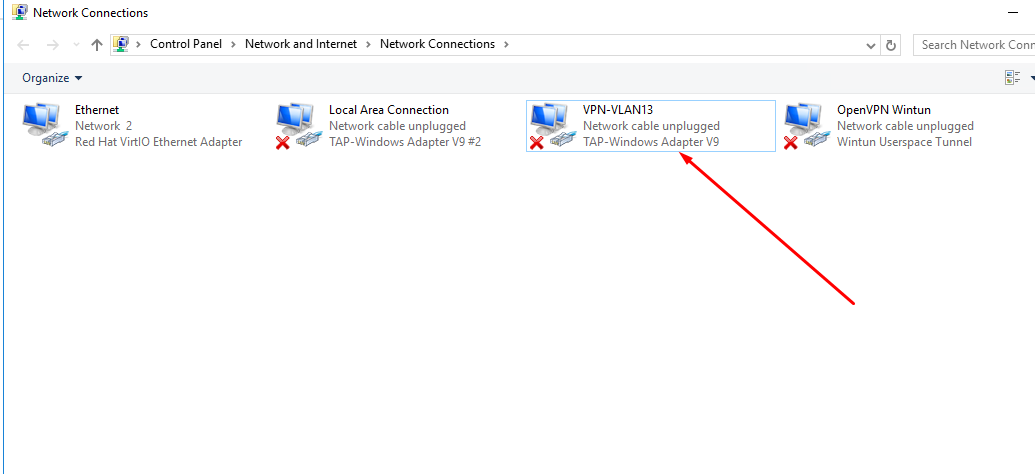 Network Connections
Control Panel > Network and Internet > Network Connections >
Search Network Conn
Organize
Ethernet
Network 2
Red Hat VirtIO Ethernet Adapter
Local Area Connection
Network cable unplugged
TAP-Windows Adapter V9 #2
VPN-VLAN13
Network cable unplugged
TAP-Windows Adapter V9
OpenVPN Wintun
Network cable unplugged
Wintun Userspace Tunnel